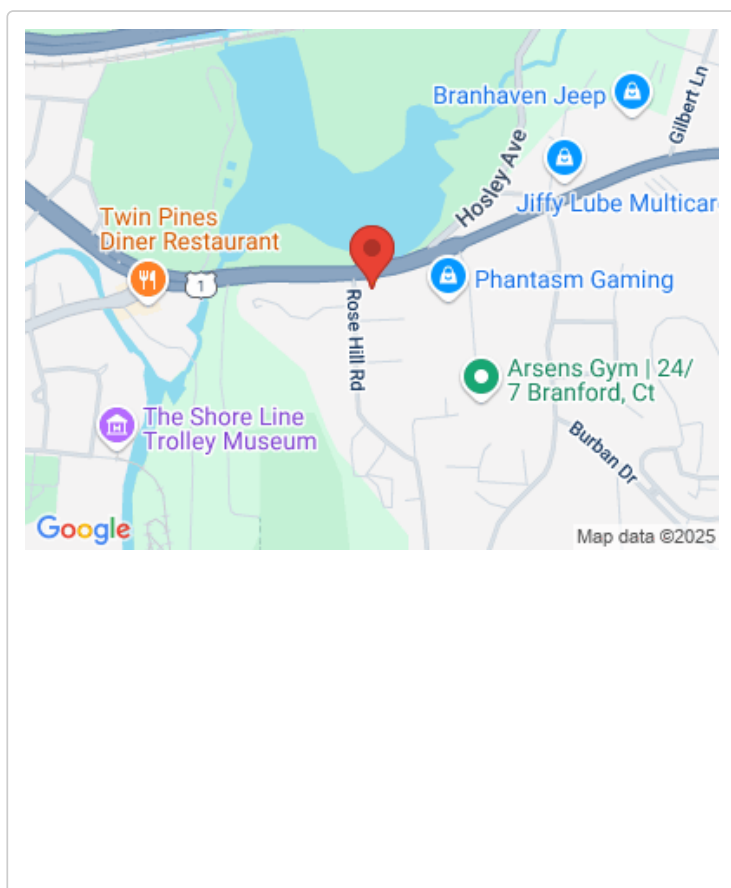 Branhaven Jeep
Gilbert Ln
Hosley Ave
Jiffy Lube Multicar
Twin Pines
Diner Restaurant
1
Phantasm Gaming
Rose Hill Rd
Arsens Gym | 24/
7 Branford, Ct
The Shore Line
Trolley Museum
Burban Dr
Google
Map data ©2025